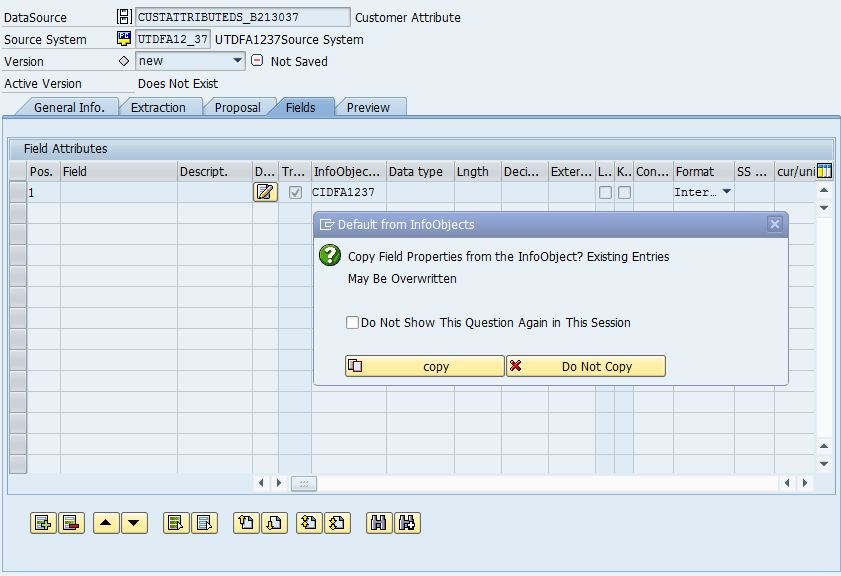 DataSource CUSTATTRIBUTEDS_B213037 Customer Attribute
Source System UTDFA12_37 UTDFA1237Source System
Version new Not Saved
Active Version Does Not Exist
General Info. Extraction Proposal Fields Preview
Field Attributes
Pos. Field Descript. D... Tr... InfoObjec... Data type Lngth Deci... Exter... L.. K.. Con... Format SS ... cur/uni
1 CIDFA1237 Inter…
Default from InfoObjects
Copy Field Properties from the InfoObject? Existing Entries
May Be Overwritten
Do Not Show This Question Again in This Session
copy Do Not Copy